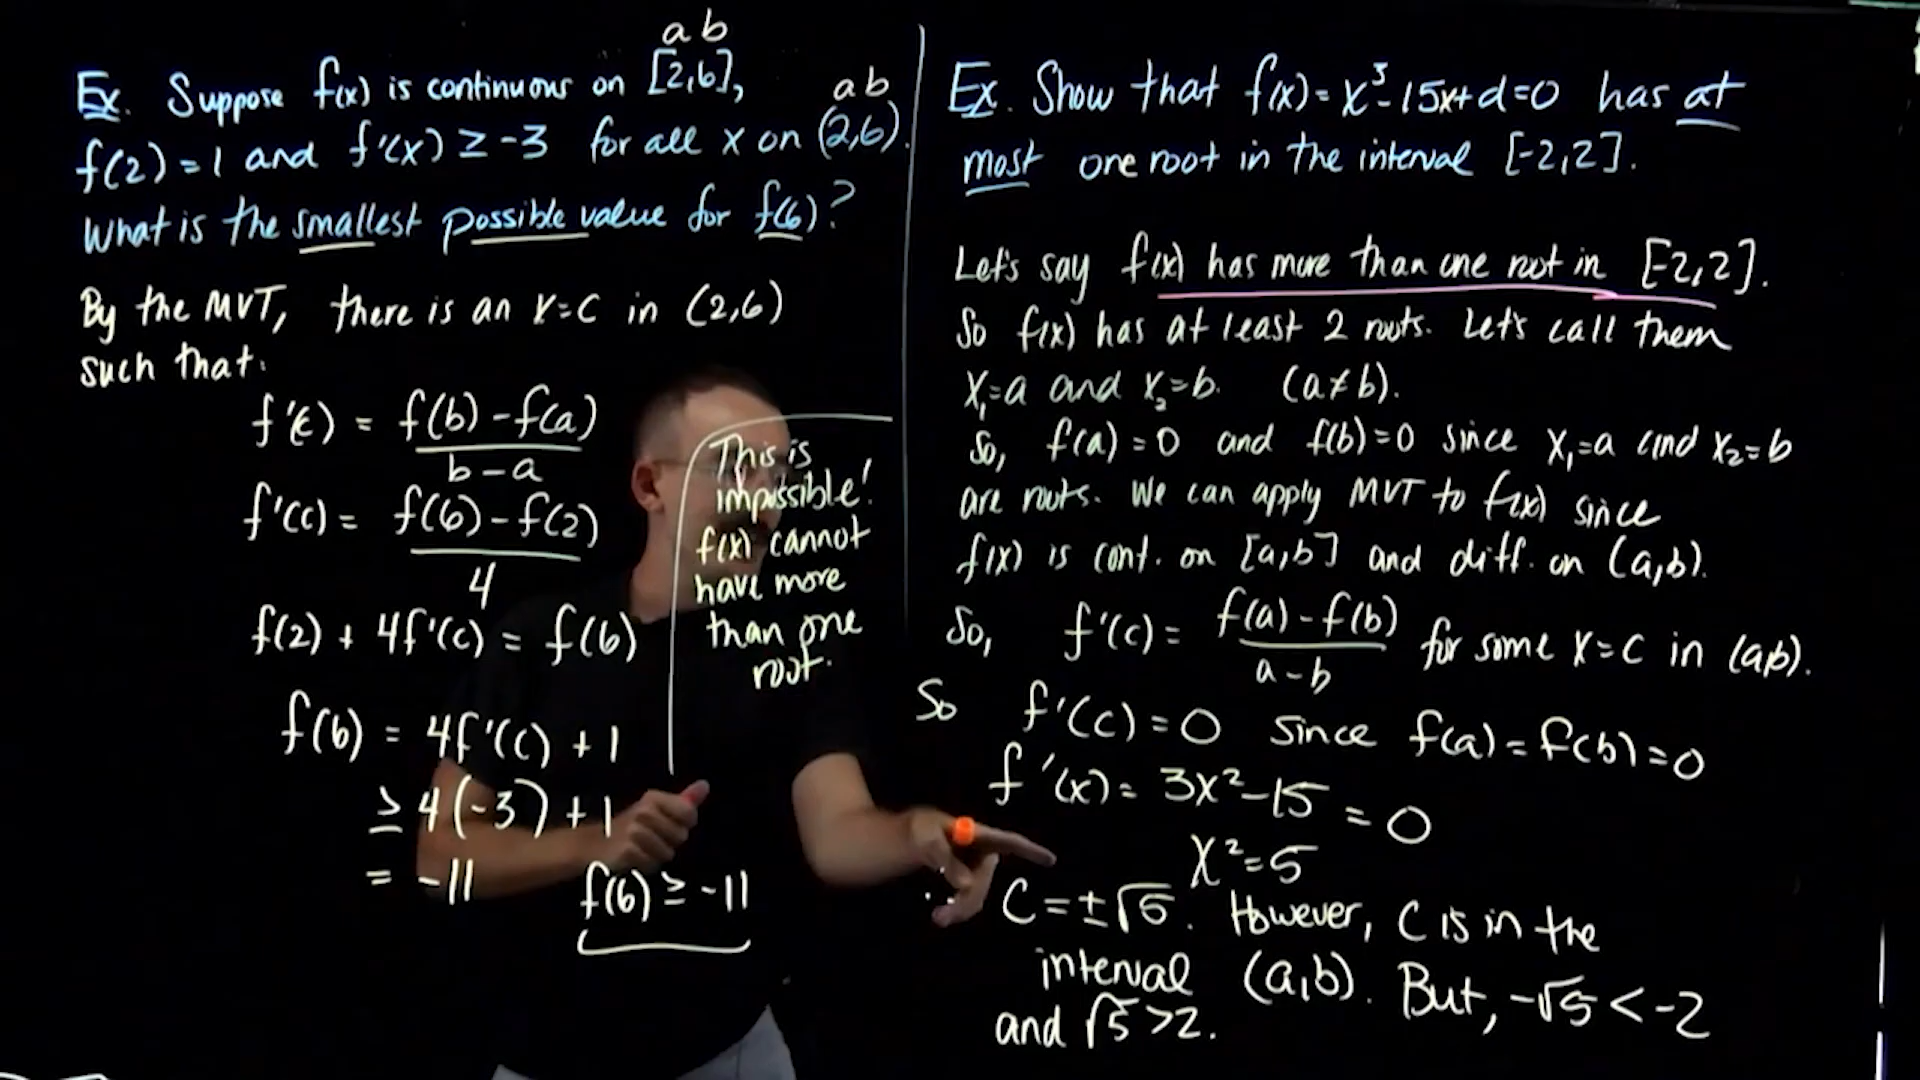 a b
Ex. Suppose f(x) is continuous on [2,6],
a b
f(2)=1 and f'(x) ≥ -3 for all x on (2,6).
What is the smallest possible value for f(6)?
By the MVT, there is an x=c in (2,6)
such that:
f'(c) = f(b)-f(a)
b-a
f'(c) = f(6)-f(2)
4
f(2) + 4f'(c) = f(6)
f(6) = 4f'(c) + 1
≥ 4(-3) + 1
= -11
f(6) ≥ -11
This is
impossible!
f(x) cannot
have more
than one
root.
Ex. Show that f(x) = x³-15x+d=0 has at
most one root in the interval [-2,2].
Let's say f(x) has more than one root in [-2,2].
So f(x) has at least 2 roots. Let's call them
x₁=a and x₂=b. (a≠b).
So, f(a)=0 and f(b)=0 since x₁=a and x₂=b
are roots. We can apply MVT to f(x) since
f(x) is cont. on [a,b] and diff. on (a,b).
So, f'(c) = f(a)-f(b) for some x=c in (a,b).
a-b
So f'(c)=0 since f(a)=f(b)=0
f'(x)= 3x²-15 = 0
x²=5
∴ C=±√5. However, C is in the
interval (a,b). But, -√5 < -2
and √5 >2.